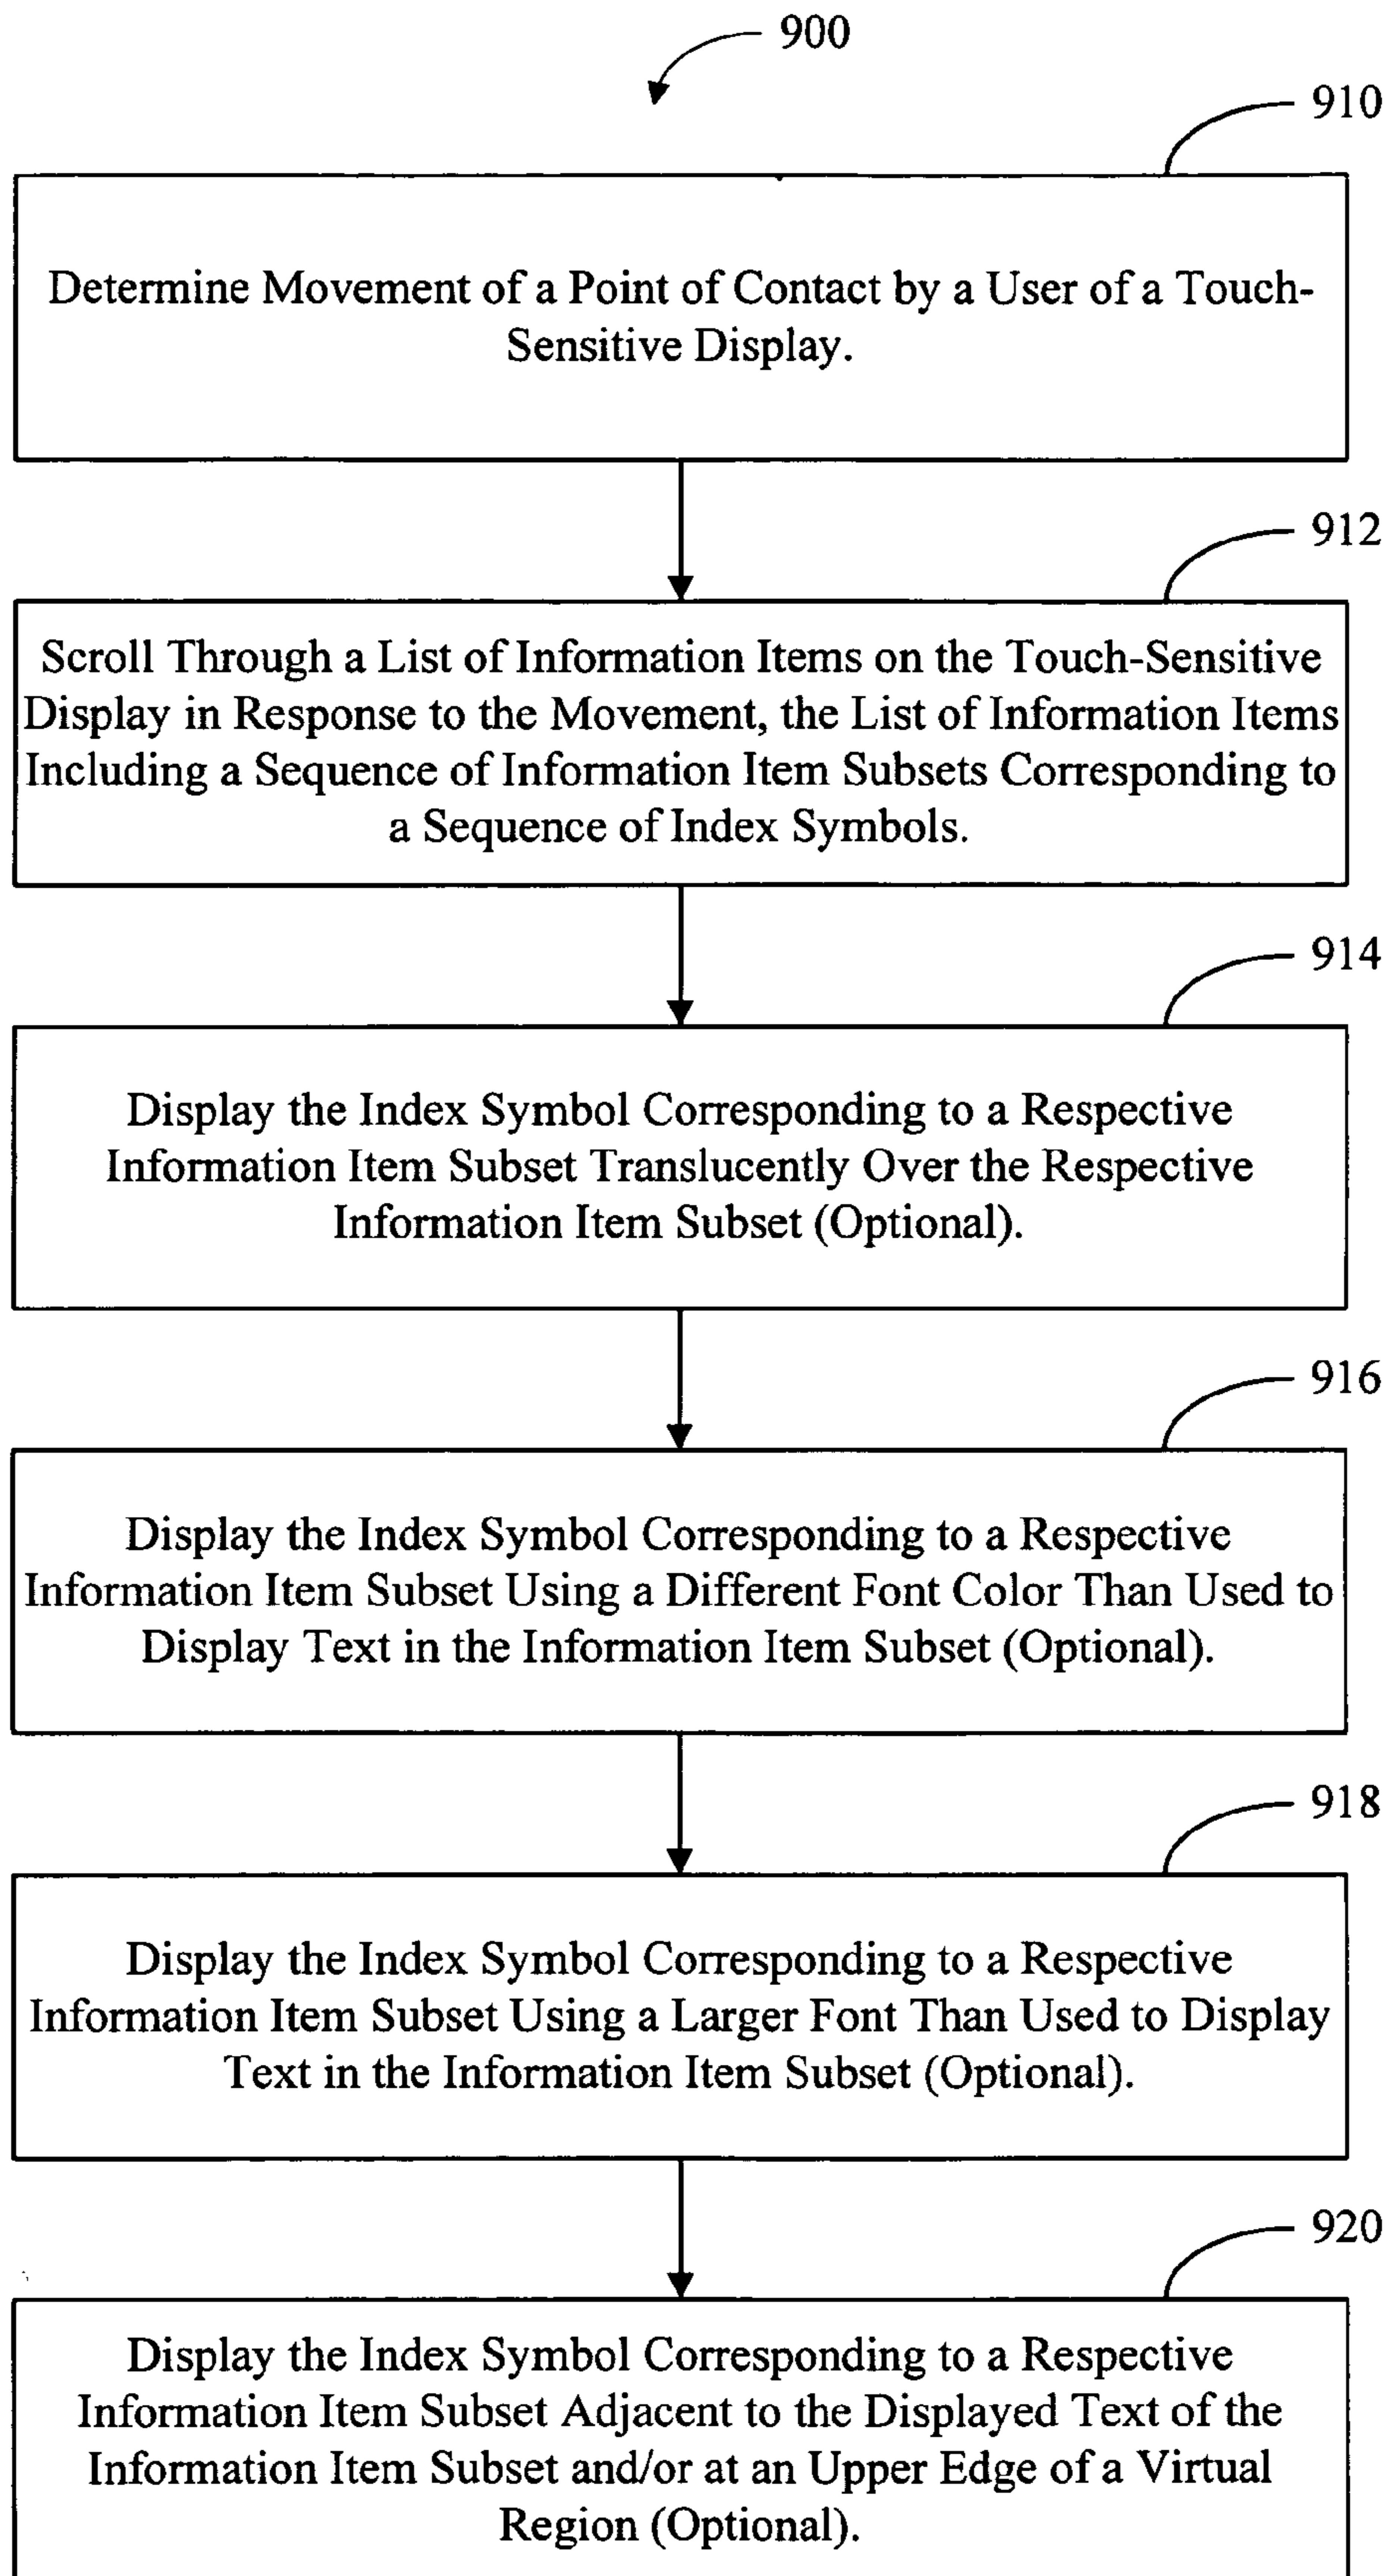 900
910
Determine Movement of a Point of Contact by a User of a Touch-
Sensitive Display.
912
Scroll Through a List of Information Items on the Touch-Sensitive
Display in Response to the Movement, the List of Information Items
Including a Sequence of Information Item Subsets Corresponding to
a Sequence of Index Symbols.
914
Display the Index Symbol Corresponding to a Respective
Information Item Subset Translucently Over the Respective
Information Item Subset (Optional).
916
Display the Index Symbol Corresponding to a Respective
Information Item Subset Using a Different Font Color Than Used to
Display Text in the Information Item Subset (Optional).
918
Display the Index Symbol Corresponding to a Respective
Information Item Subset Using a Larger Font Than Used to Display
Text in the Information Item Subset (Optional).
920
Display the Index Symbol Corresponding to a Respective
Information Item Subset Adjacent to the Displayed Text of the
Information Item Subset and/or at an Upper Edge of a Virtual
Region (Optional).